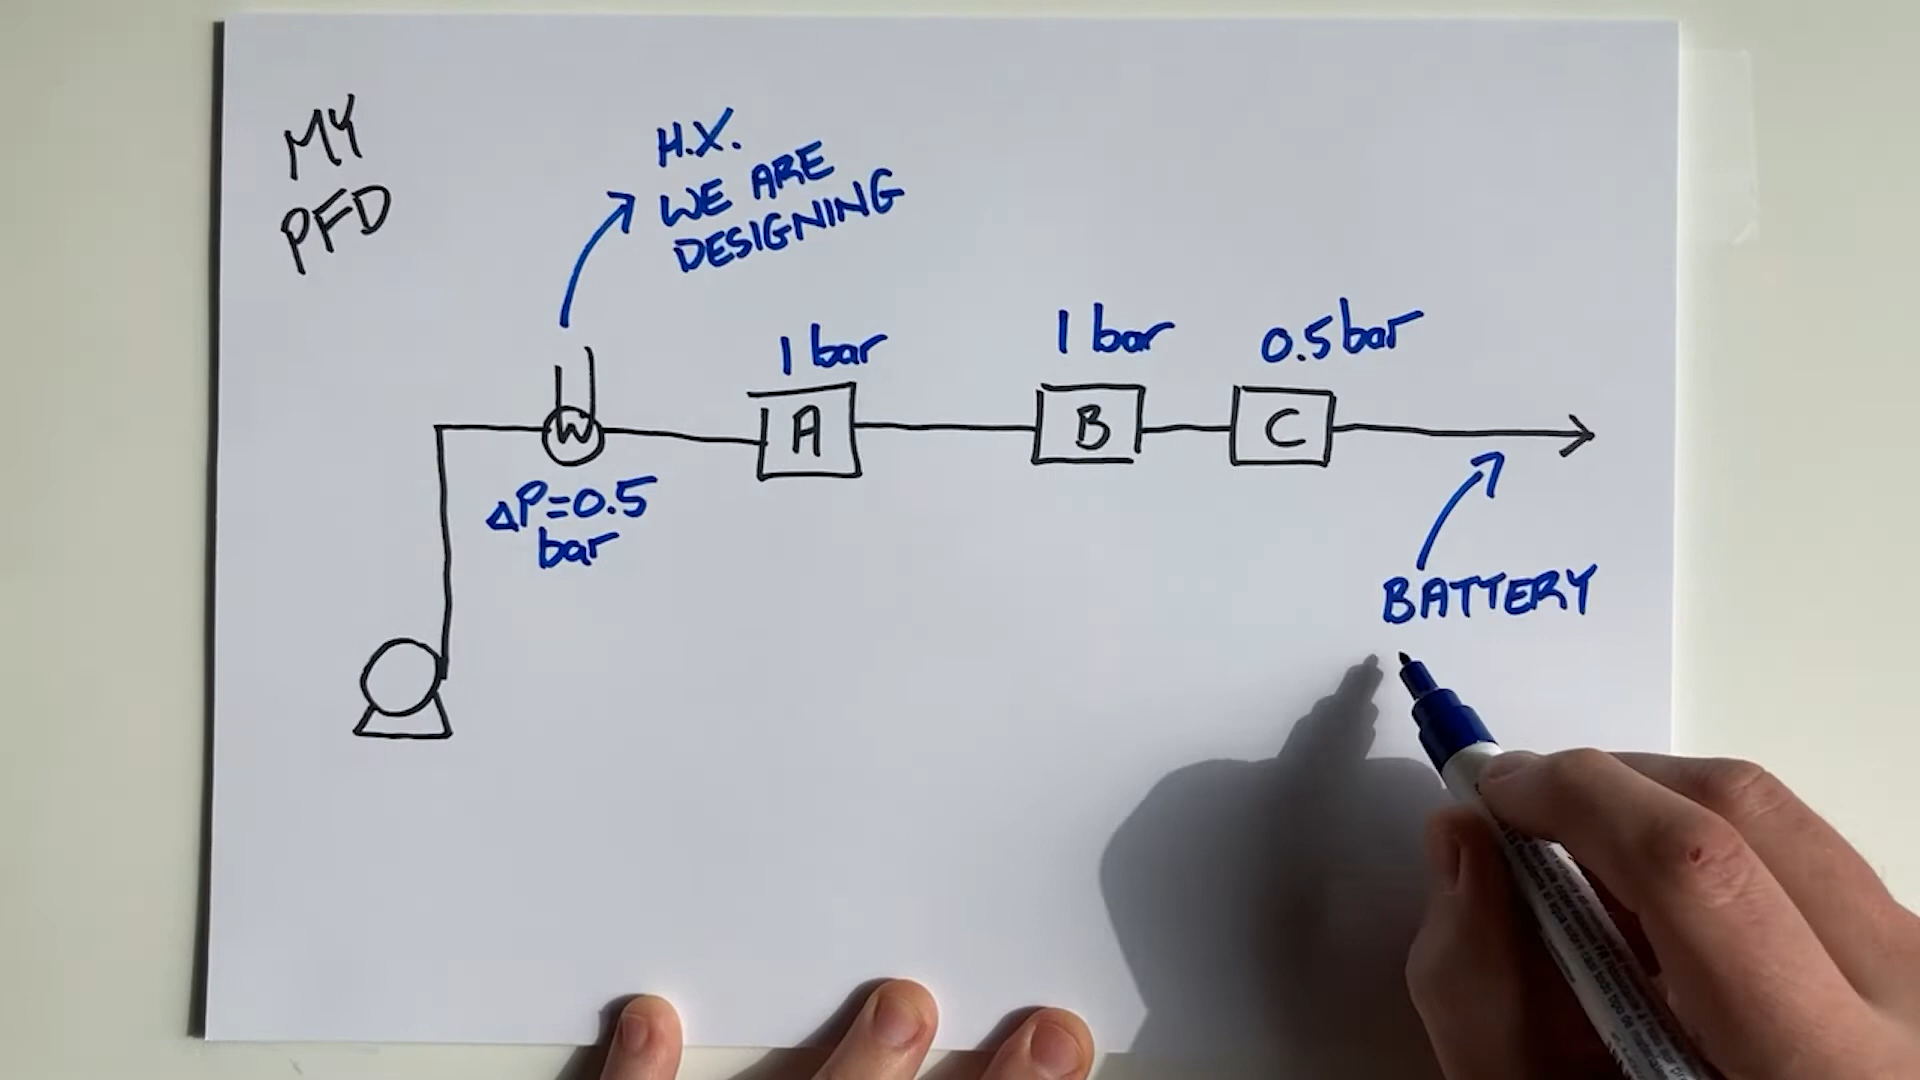 MY
PFD
H.X.
WE ARE
DESIGNING
1 bar
1 bar
0.5 bar
W
A
B
C
ΔP=0.5
bar
BATTERY